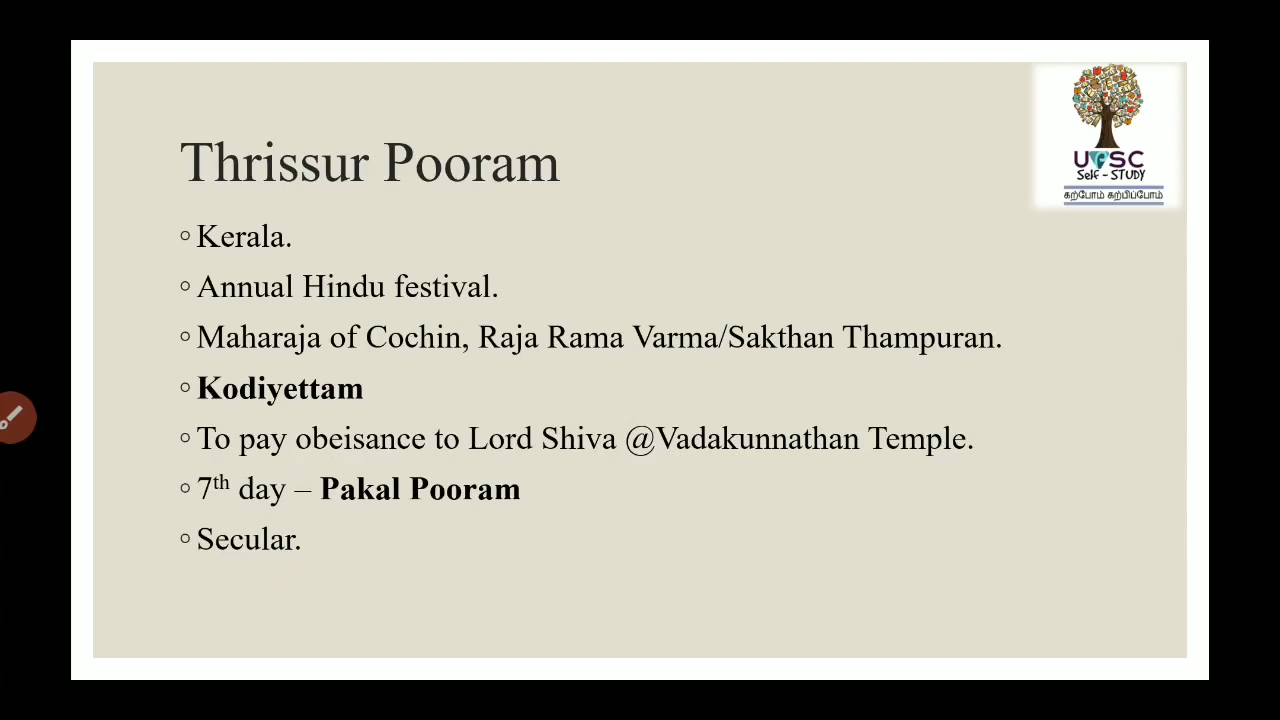 Thrissur Pooram
◦ Kerala.
◦ Annual Hindu festival.
◦ Maharaja of Cochin, Raja Rama Varma/Sakthan Thampuran.
◦ Kodiyettam
◦ To pay obeisance to Lord Shiva @Vadakunnathan Temple.
◦ 7th day – Pakal Pooram
◦ Secular.
UPSC
Self - STUDY
கற்போம் கற்பிப்போம்